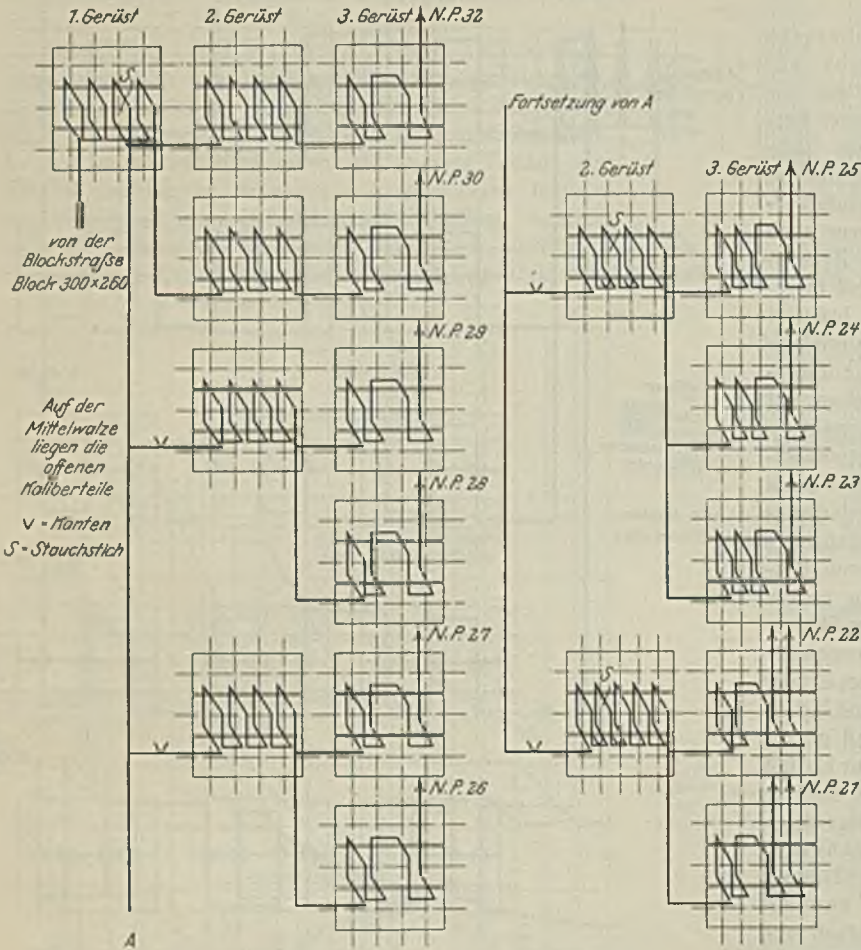 1. Gerüst
2. Gerüst
3. Gerüst
N.P. 32
S
von der
Blockstraße
Block 300×260
N.P. 30
N.P. 29
Auf der
Mittelwalze
liegen die
offenen
Kaliberteile
V = Kanten
S = Stauchstich
V
N.P. 28
N.P. 27
V
N.P. 26
A
Fortsetzung von A
2. Gerüst
3. Gerüst
N.P. 25
S
V
N.P. 24
N.P. 23
N.P. 22
S
V
N.P. 21